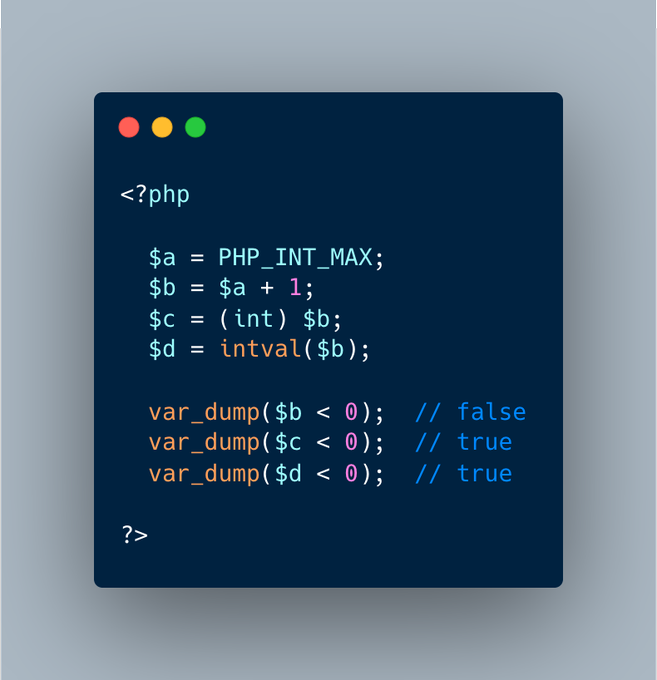 <?php
$a = PHP_INT_MAX;
$b = $a + 1;
$c = (int) $b;
$d = intval($b);
var_dump($b < 0);  // false
var_dump($c < 0);  // true
var_dump($d < 0);  // true
?>